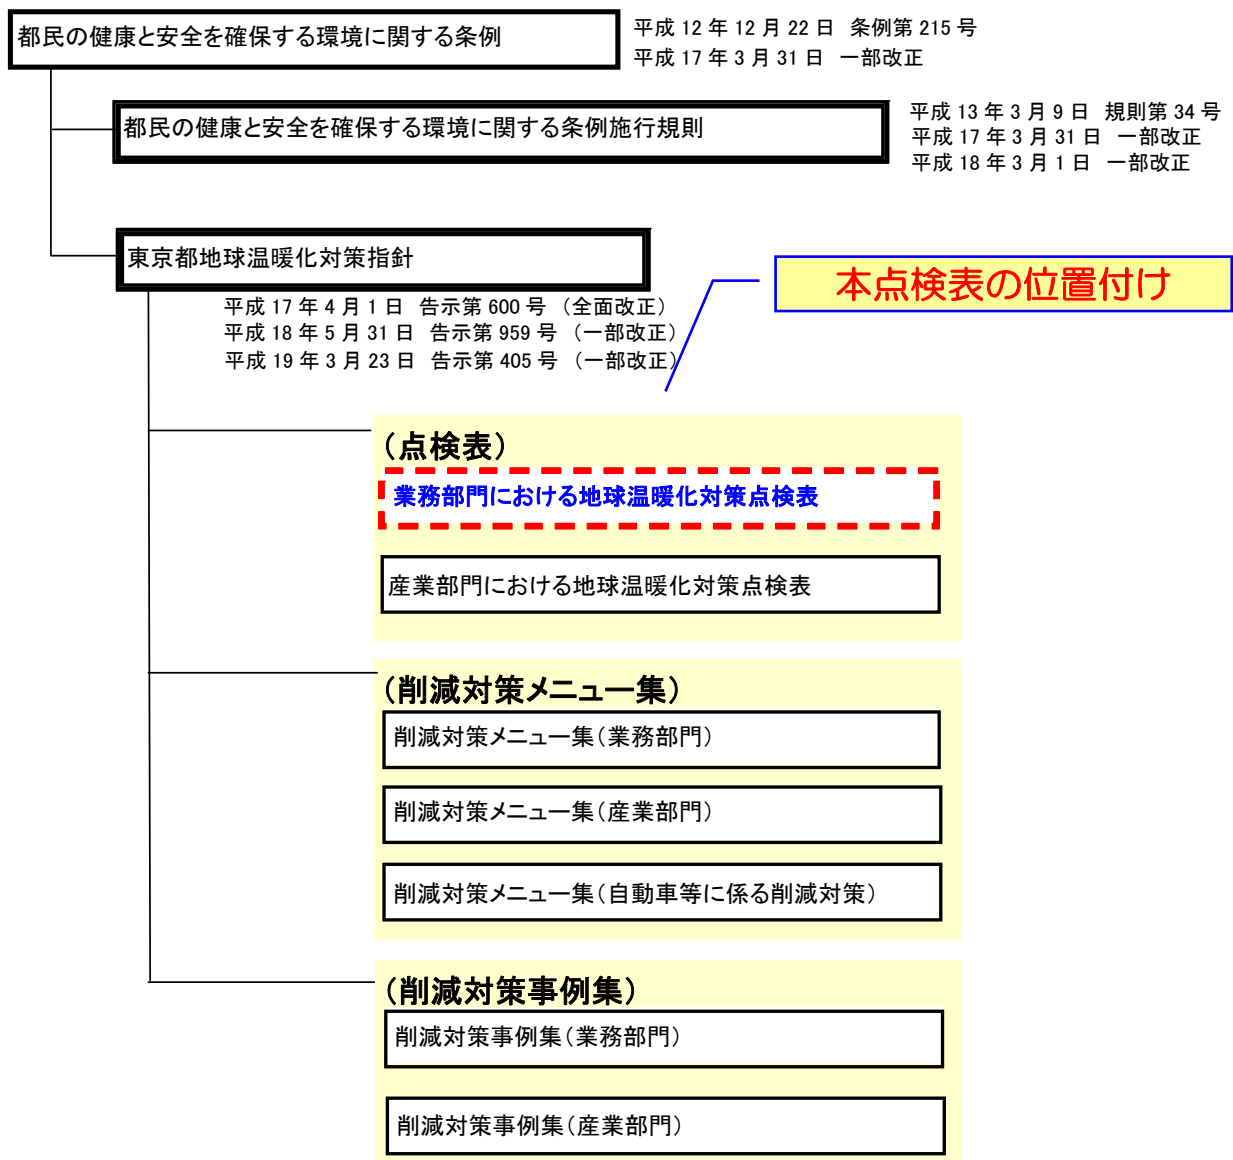 都民の健康と安全を確保する環境に関する条例
平成 12 年 12 月 22 日 条例第 215 号
平成 17 年 3 月 31 日 一部改正
都民の健康と安全を確保する環境に関する条例施行規則
平成 13 年 3 月 9 日 規則第 34 号
平成 17 年 3 月 31 日 一部改正
平成 18 年 3 月 1 日 一部改正
東京都地球温暖化対策指針
本点検表の位置付け
平成 17 年 4 月 1 日 告示第 600 号 (全面改正)
平成 18 年 5 月 31 日 告示第 959 号 (一部改正)
平成 19 年 3 月 23 日 告示第 405 号 (一部改正)
(点検表)
業務部門における地球温暖化対策点検表
産業部門における地球温暖化対策点検表
(削減対策メニュー集)
削減対策メニュー集(業務部門)
削減対策メニュー集(産業部門)
削減対策メニュー集(自動車等に係る削減対策)
(削減対策事例集)
削減対策事例集(業務部門)
削減対策事例集(産業部門)